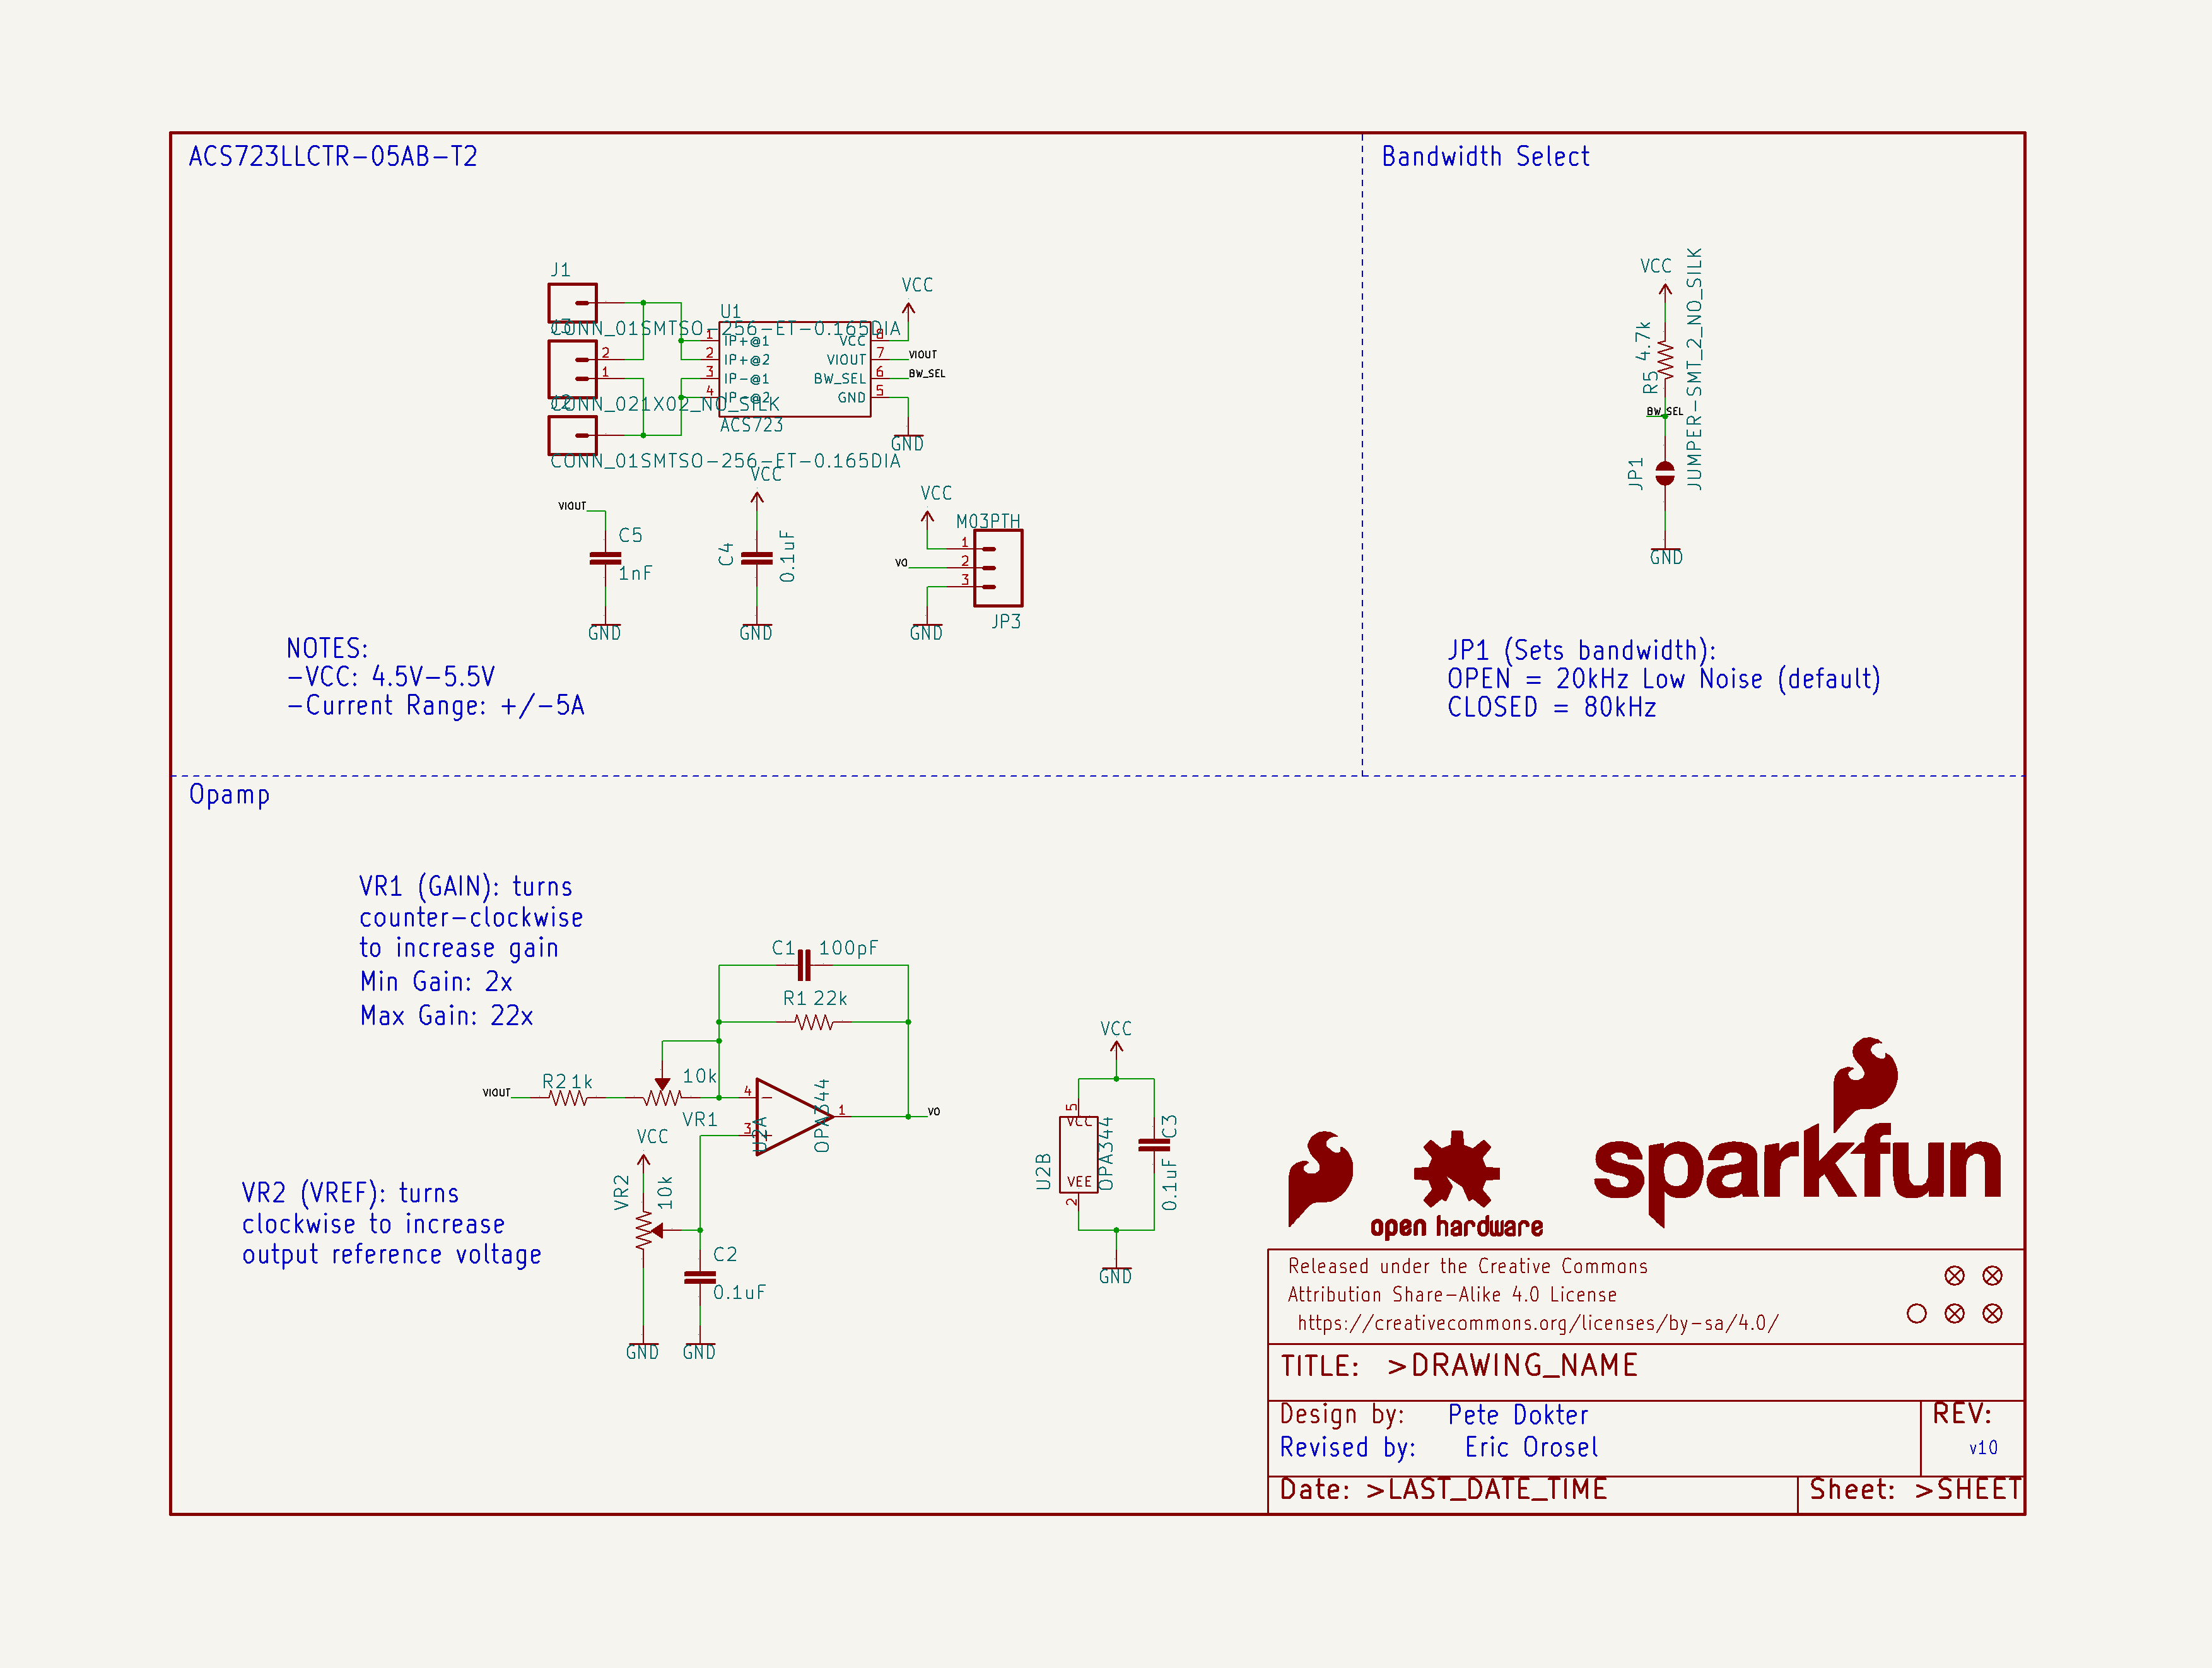 ACS723LLCTR-05AB-T2
Bandwidth Select
J1
CONN_01SMTSO-256-ET-0.165DIA
J3
2
1
CONN_021X02_NO_SILK
J2
CONN_01SMTSO-256-ET-0.165DIA
U1
1 IP+@1
2 IP+@2
3 IP-@1
4 IP-@2
VCC 8
VIOUT 7
BW_SEL 6
GND 5
ACS723
VCC
VIOUT
BW_SEL
GND
VIOUT
C5
1nF
GND
VCC
C4
0.1uF
GND
VCC
M03PTH
1
VO 2
3
GND
JP3
NOTES:
-VCC: 4.5V-5.5V
-Current Range: +/-5A
VCC
R5 4.7k
BW_SEL
JP1
JUMPER-SMT_2_NO_SILK
GND
JP1 (Sets bandwidth):
OPEN = 20kHz Low Noise (default)
CLOSED = 80kHz
Opamp
VR1 (GAIN): turns
counter-clockwise
to increase gain
Min Gain: 2x
Max Gain: 22x
C1 100pF
R1 22k
VIOUT
R2 1k
10k
VR1
4
3
1
U2A
OPA344
VO
VCC
VR2
10k
C2
0.1uF
GND
GND
VR2 (VREF): turns
clockwise to increase
output reference voltage
VCC
5
VCC
VEE
2
U2B
OPA344
0.1uF C3
GND
open hardware
sparkfun
Released under the Creative Commons
Attribution Share-Alike 4.0 License
https://creativecommons.org/licenses/by-sa/4.0/
TITLE: >DRAWING_NAME
Design by: Pete Dokter
Revised by: Eric Orosel
REV:
v10
Date: >LAST_DATE_TIME
Sheet: >SHEET